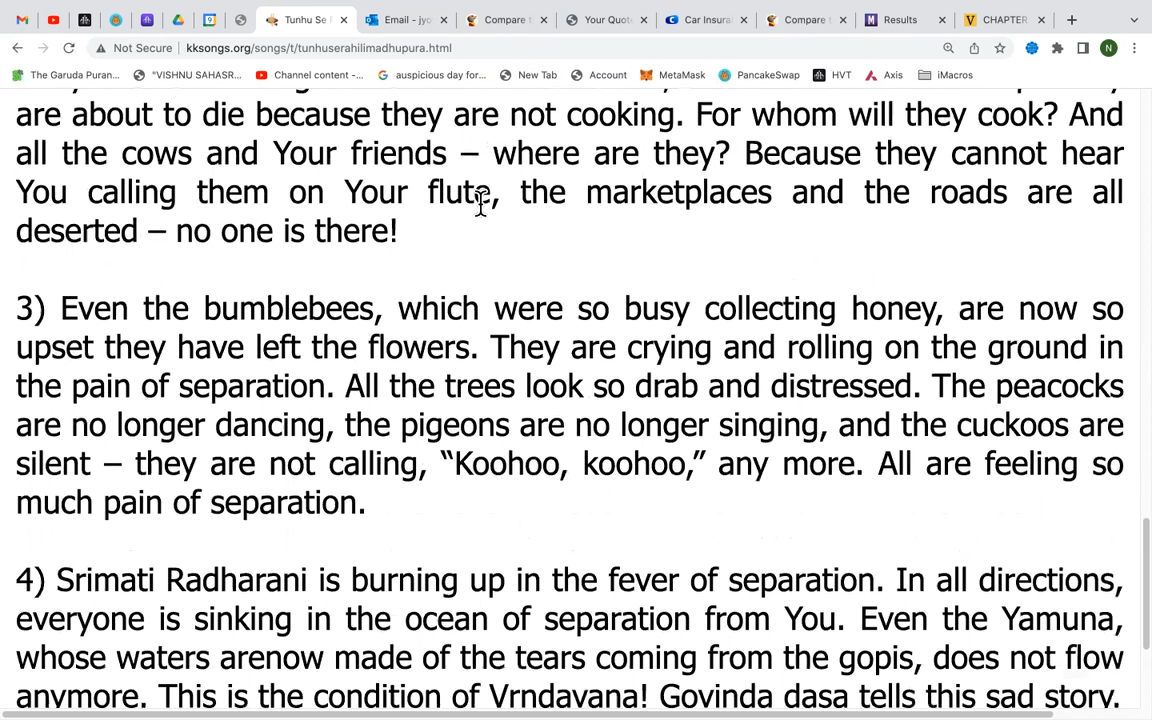 Tunhu Se R
Email - jyo
Compare t
Your Quot
Car Insura
Compare t
Results
CHAPTER
Not Secure
kksongs.org/songs/t/tunhuserahilimadhupura.html
The Garuda Puran...
"VISHNU SAHASR...
Channel content -...
auspicious day for...
New Tab
Account
MetaMask
PancakeSwap
HVT
Axis
iMacros
are about to die because they are not cooking. For whom will they cook? And
all the cows and Your friends – where are they? Because they cannot hear
You calling them on Your flute, the marketplaces and the roads are all
deserted – no one is there!
3) Even the bumblebees, which were so busy collecting honey, are now so
upset they have left the flowers. They are crying and rolling on the ground in
the pain of separation. All the trees look so drab and distressed. The peacocks
are no longer dancing, the pigeons are no longer singing, and the cuckoos are
silent – they are not calling, “Koohoo, koohoo,” any more. All are feeling so
much pain of separation.
4) Srimati Radharani is burning up in the fever of separation. In all directions,
everyone is sinking in the ocean of separation from You. Even the Yamuna,
whose waters arenow made of the tears coming from the gopis, does not flow
anymore. This is the condition of Vrndavana! Govinda dasa tells this sad story.